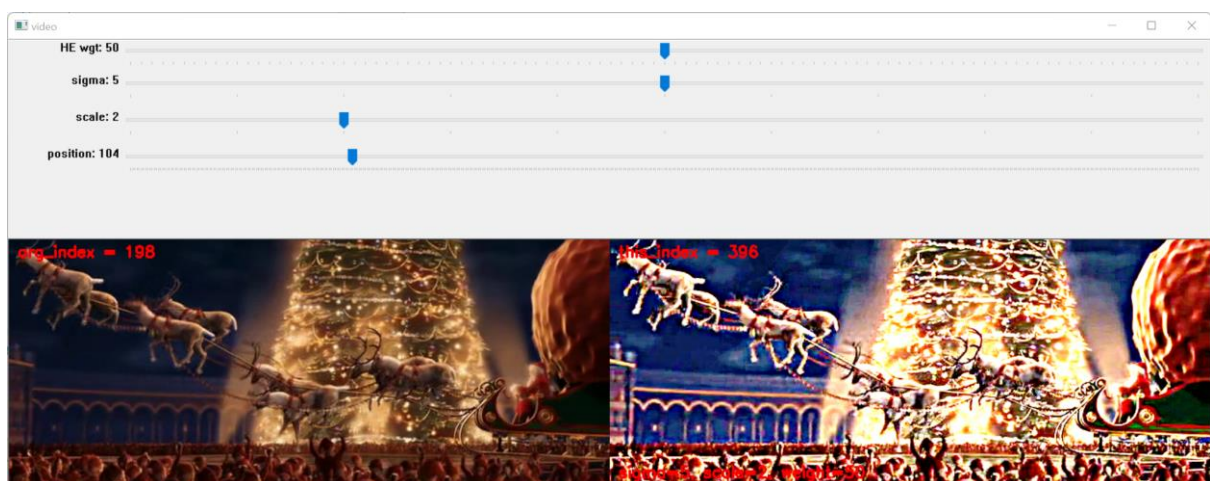 video
HE wgt: 50
sigma: 5
scale: 2
position: 104
org_index = 198
this_index = 396